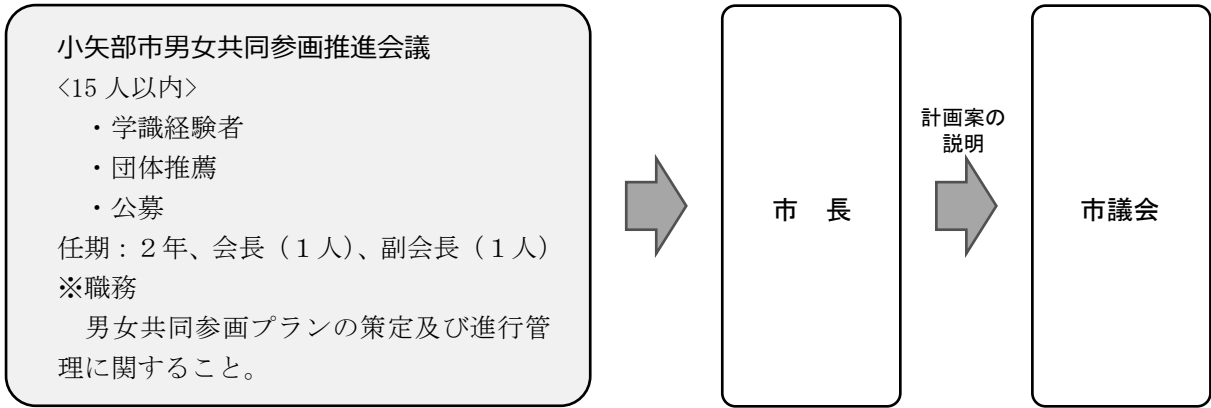 小矢部市男女共同参画推進会議
<15 人以内>
・学識経験者
・団体推薦
・公募
任期：２年、会長（１人）、副会長（１人）
※職務
男女共同参画プランの策定及び進行管
理に関すること。
市　長
計画案の
説明
市議会